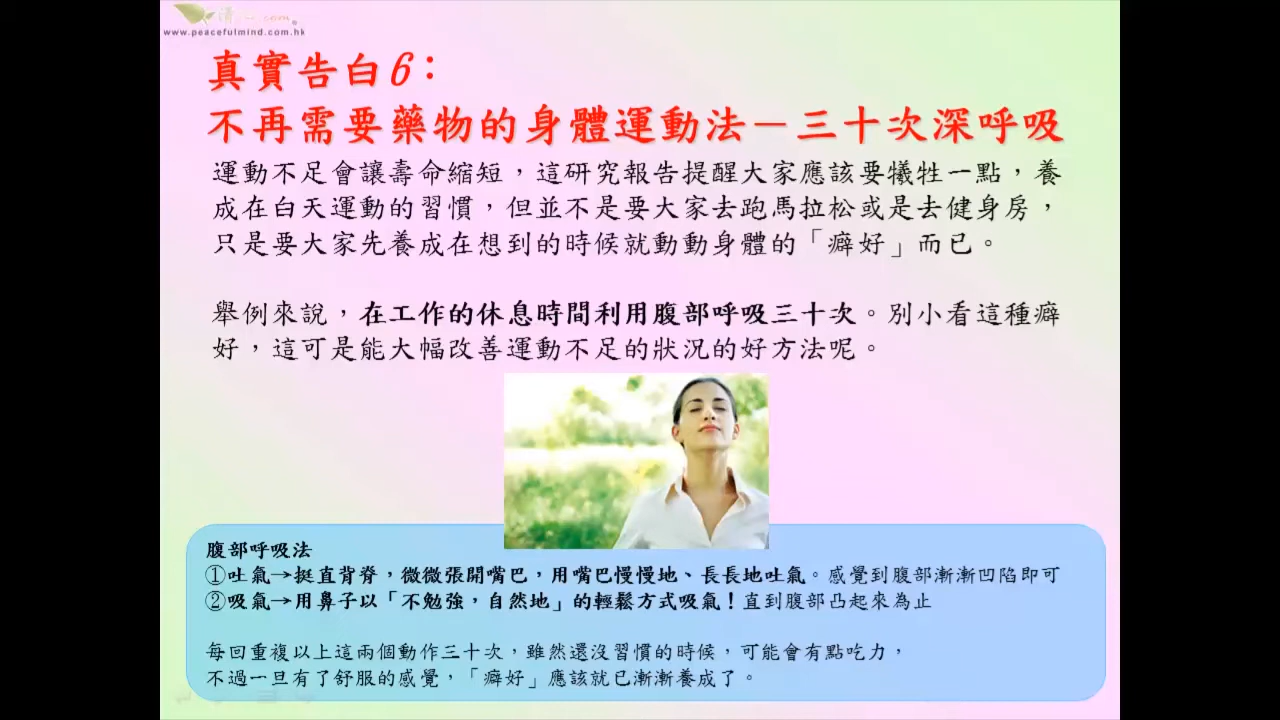 www.peacefulmind.com.hk
真實告白6：
不再需要藥物的身體運動法－三十次深呼吸
運動不足會讓壽命縮短，這研究報告提醒大家應該要犧牲一點，養
成在白天運動的習慣，但並不是要大家去跑馬拉松或是去健身房，
只是要大家先養成在想到的時候就動動身體的「癖好」而已。
舉例來說，在工作的休息時間利用腹部呼吸三十次。別小看這種癖
好，這可是能大幅改善運動不足的狀況的好方法呢。
腹部呼吸法
①吐氣→挺直背脊，微微張開嘴巴，用嘴巴慢慢地、長長地吐氣。感覺到腹部漸漸凹陷即可
②吸氣→用鼻子以「不勉強，自然地」的輕鬆方式吸氣！直到腹部凸起來為止
每回重複以上這兩個動作三十次，雖然還沒習慣的時候，可能會有點吃力，
不過一旦有了舒服的感覺，「癖好」應該就已漸漸養成了。